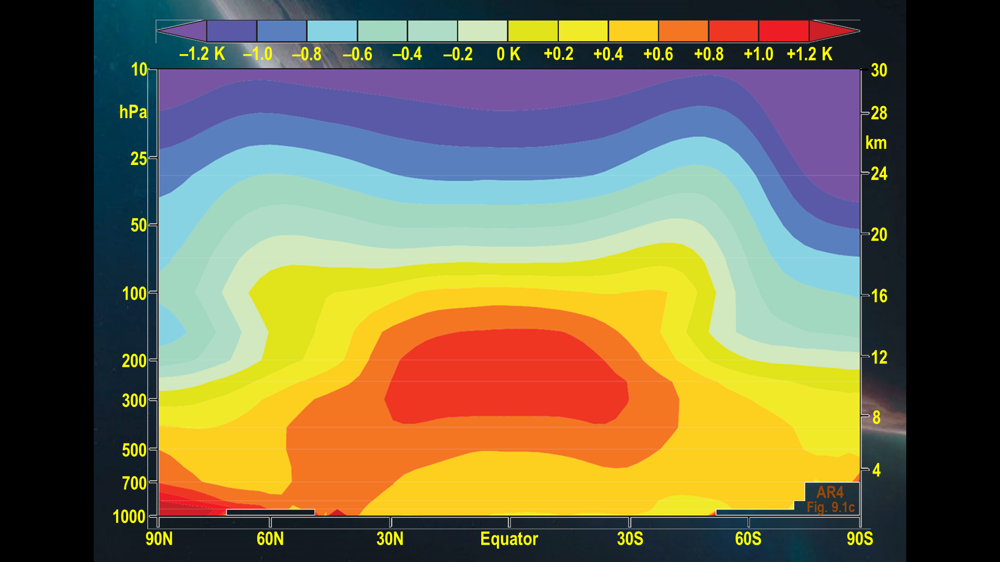 –1.2 K –1.0 –0.8 –0.6 –0.4 –0.2 0 K +0.2 +0.4 +0.6 +0.8 +1.0 +1.2 K
10 30
hPa 28
km
25 24
50 20
100 16
200 12
300 8
500
4
700
AR4
Fig. 9.1c
1000
90N 60N 30N Equator 30S 60S 90S